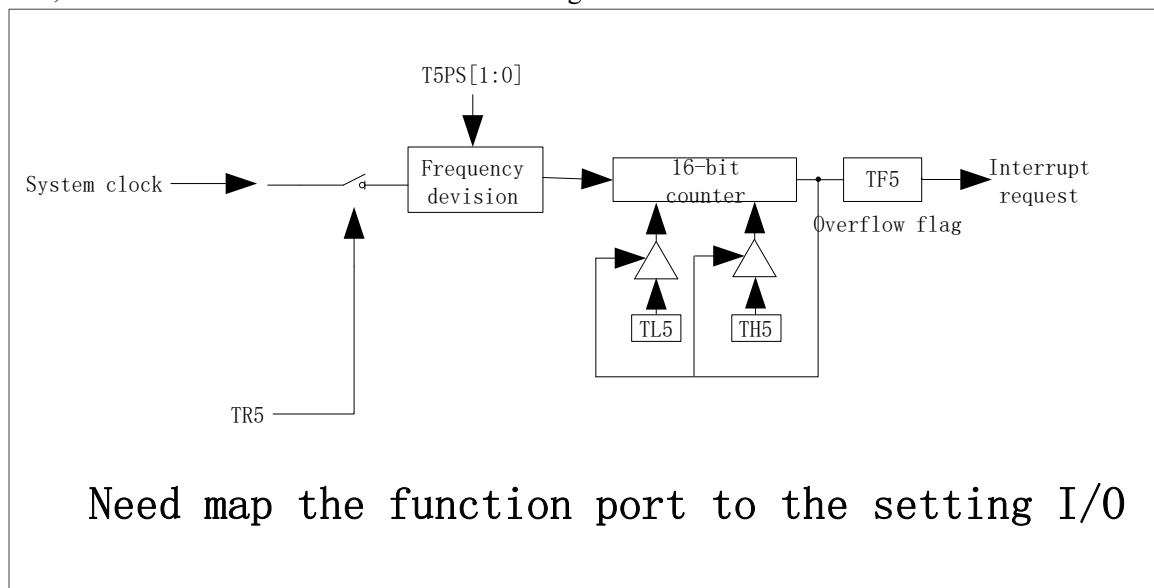 T5PS[1:0]
System clock
Frequency
devision
16-bit
counter
TF5
Interrupt
request
Overflow flag
TL5
TH5
TR5
Need map the function port to the setting I/O